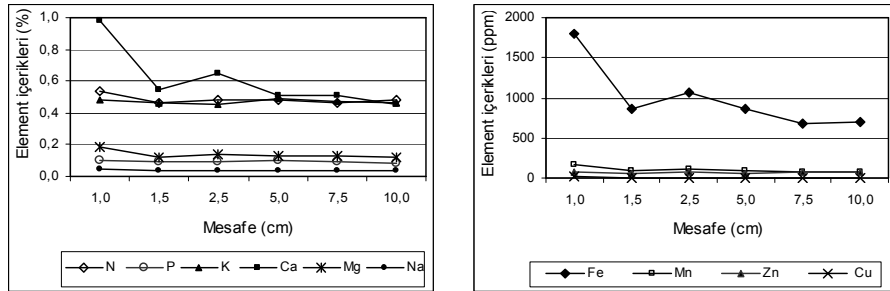 Element içerikleri (%)
1,0
0,8
0,6
0,4
0,2
0,0
1,0 1,5 2,5 5,0 7,5 10,0
Mesafe (cm)
N P K Ca Mg Na
Element içerikleri (ppm)
2000
1500
1000
500
0
1,0 1,5 2,5 5,0 7,5 10,0
Mesafe (cm)
Fe Mn Zn Cu